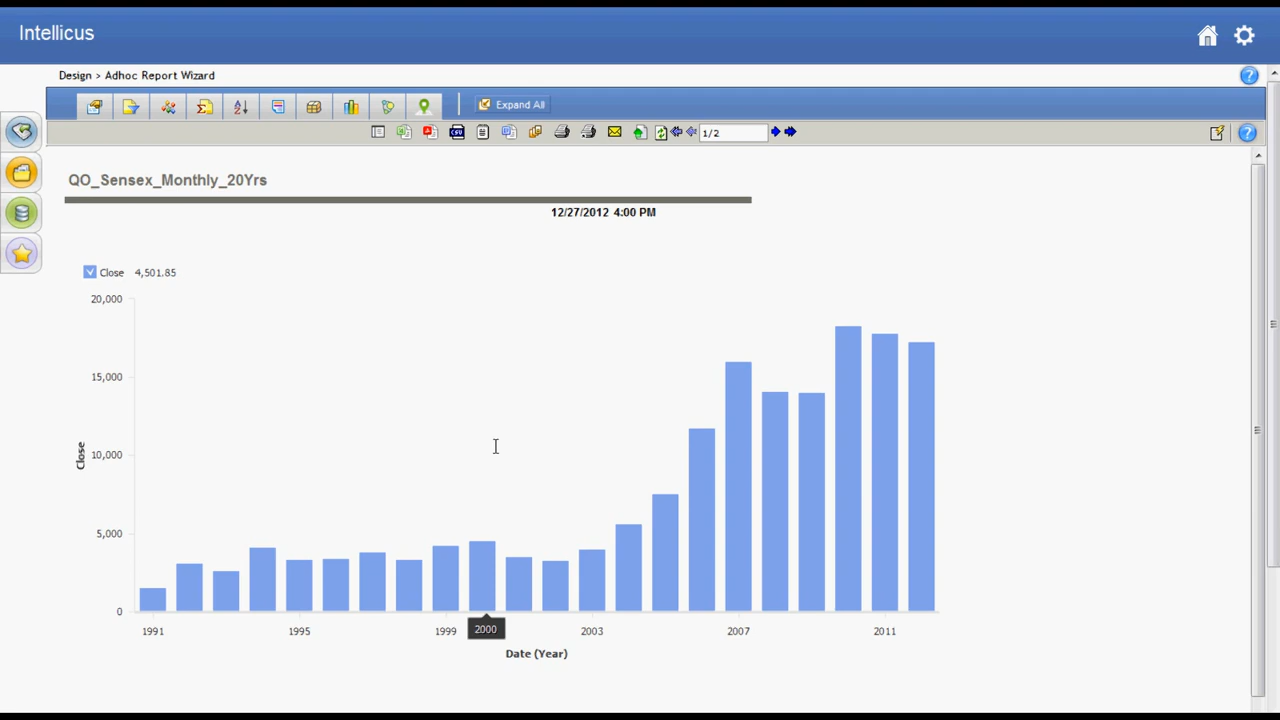 Intellicus
Design > Adhoc Report Wizard
Expand All
1/2
QO_Sensex_Monthly_20Yrs
12/27/2012 4:00 PM
Close 4,501.85
20,000
15,000
10,000
5,000
0
Close
1991 1995 1999 2000 2003 2007 2011
Date (Year)